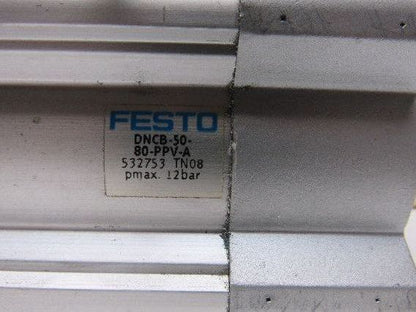 FESTO
DNCB-50-
80-PPV-A
532753 TN08
pmax. 12bar